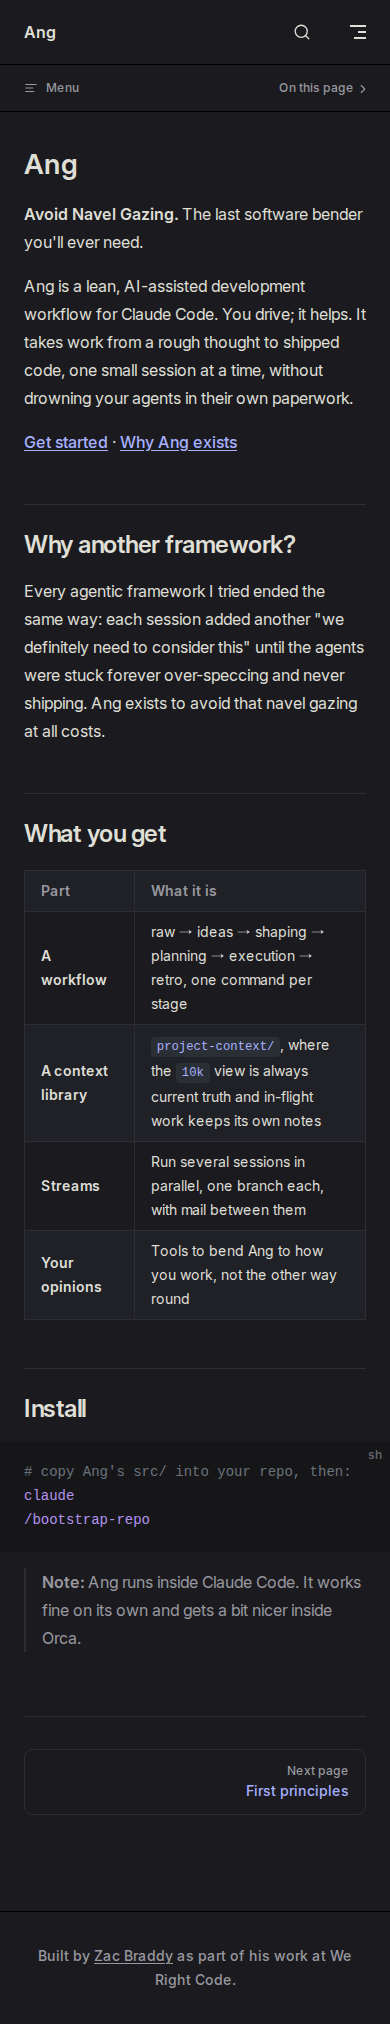 Ang
Menu
On this page
Ang
Avoid Navel Gazing. The last software bender
you'll ever need.
Ang is a lean, AI-assisted development
workflow for Claude Code. You drive; it helps. It
takes work from a rough thought to shipped
code, one small session at a time, without
drowning your agents in their own paperwork.
Get started · Why Ang exists
Why another framework?
Every agentic framework I tried ended the
same way: each session added another "we
definitely need to consider this" until the agents
were stuck forever over-speccing and never
shipping. Ang exists to avoid that navel gazing
at all costs.
What you get
Part
What it is
A
workflow
raw → ideas → shaping →
planning → execution →
retro, one command per
stage
A context
library
project-context/, where
the 10k view is always
current truth and in-flight
work keeps its own notes
Streams
Run several sessions in
parallel, one branch each,
with mail between them
Your
opinions
Tools to bend Ang to how
you work, not the other way
round
Install
sh
# copy Ang's src/ into your repo, then:
claude
/bootstrap-repo
Note: Ang runs inside Claude Code. It works
fine on its own and gets a bit nicer inside
Orca.
Next page
First principles
Built by Zac Braddy as part of his work at We
Right Code.